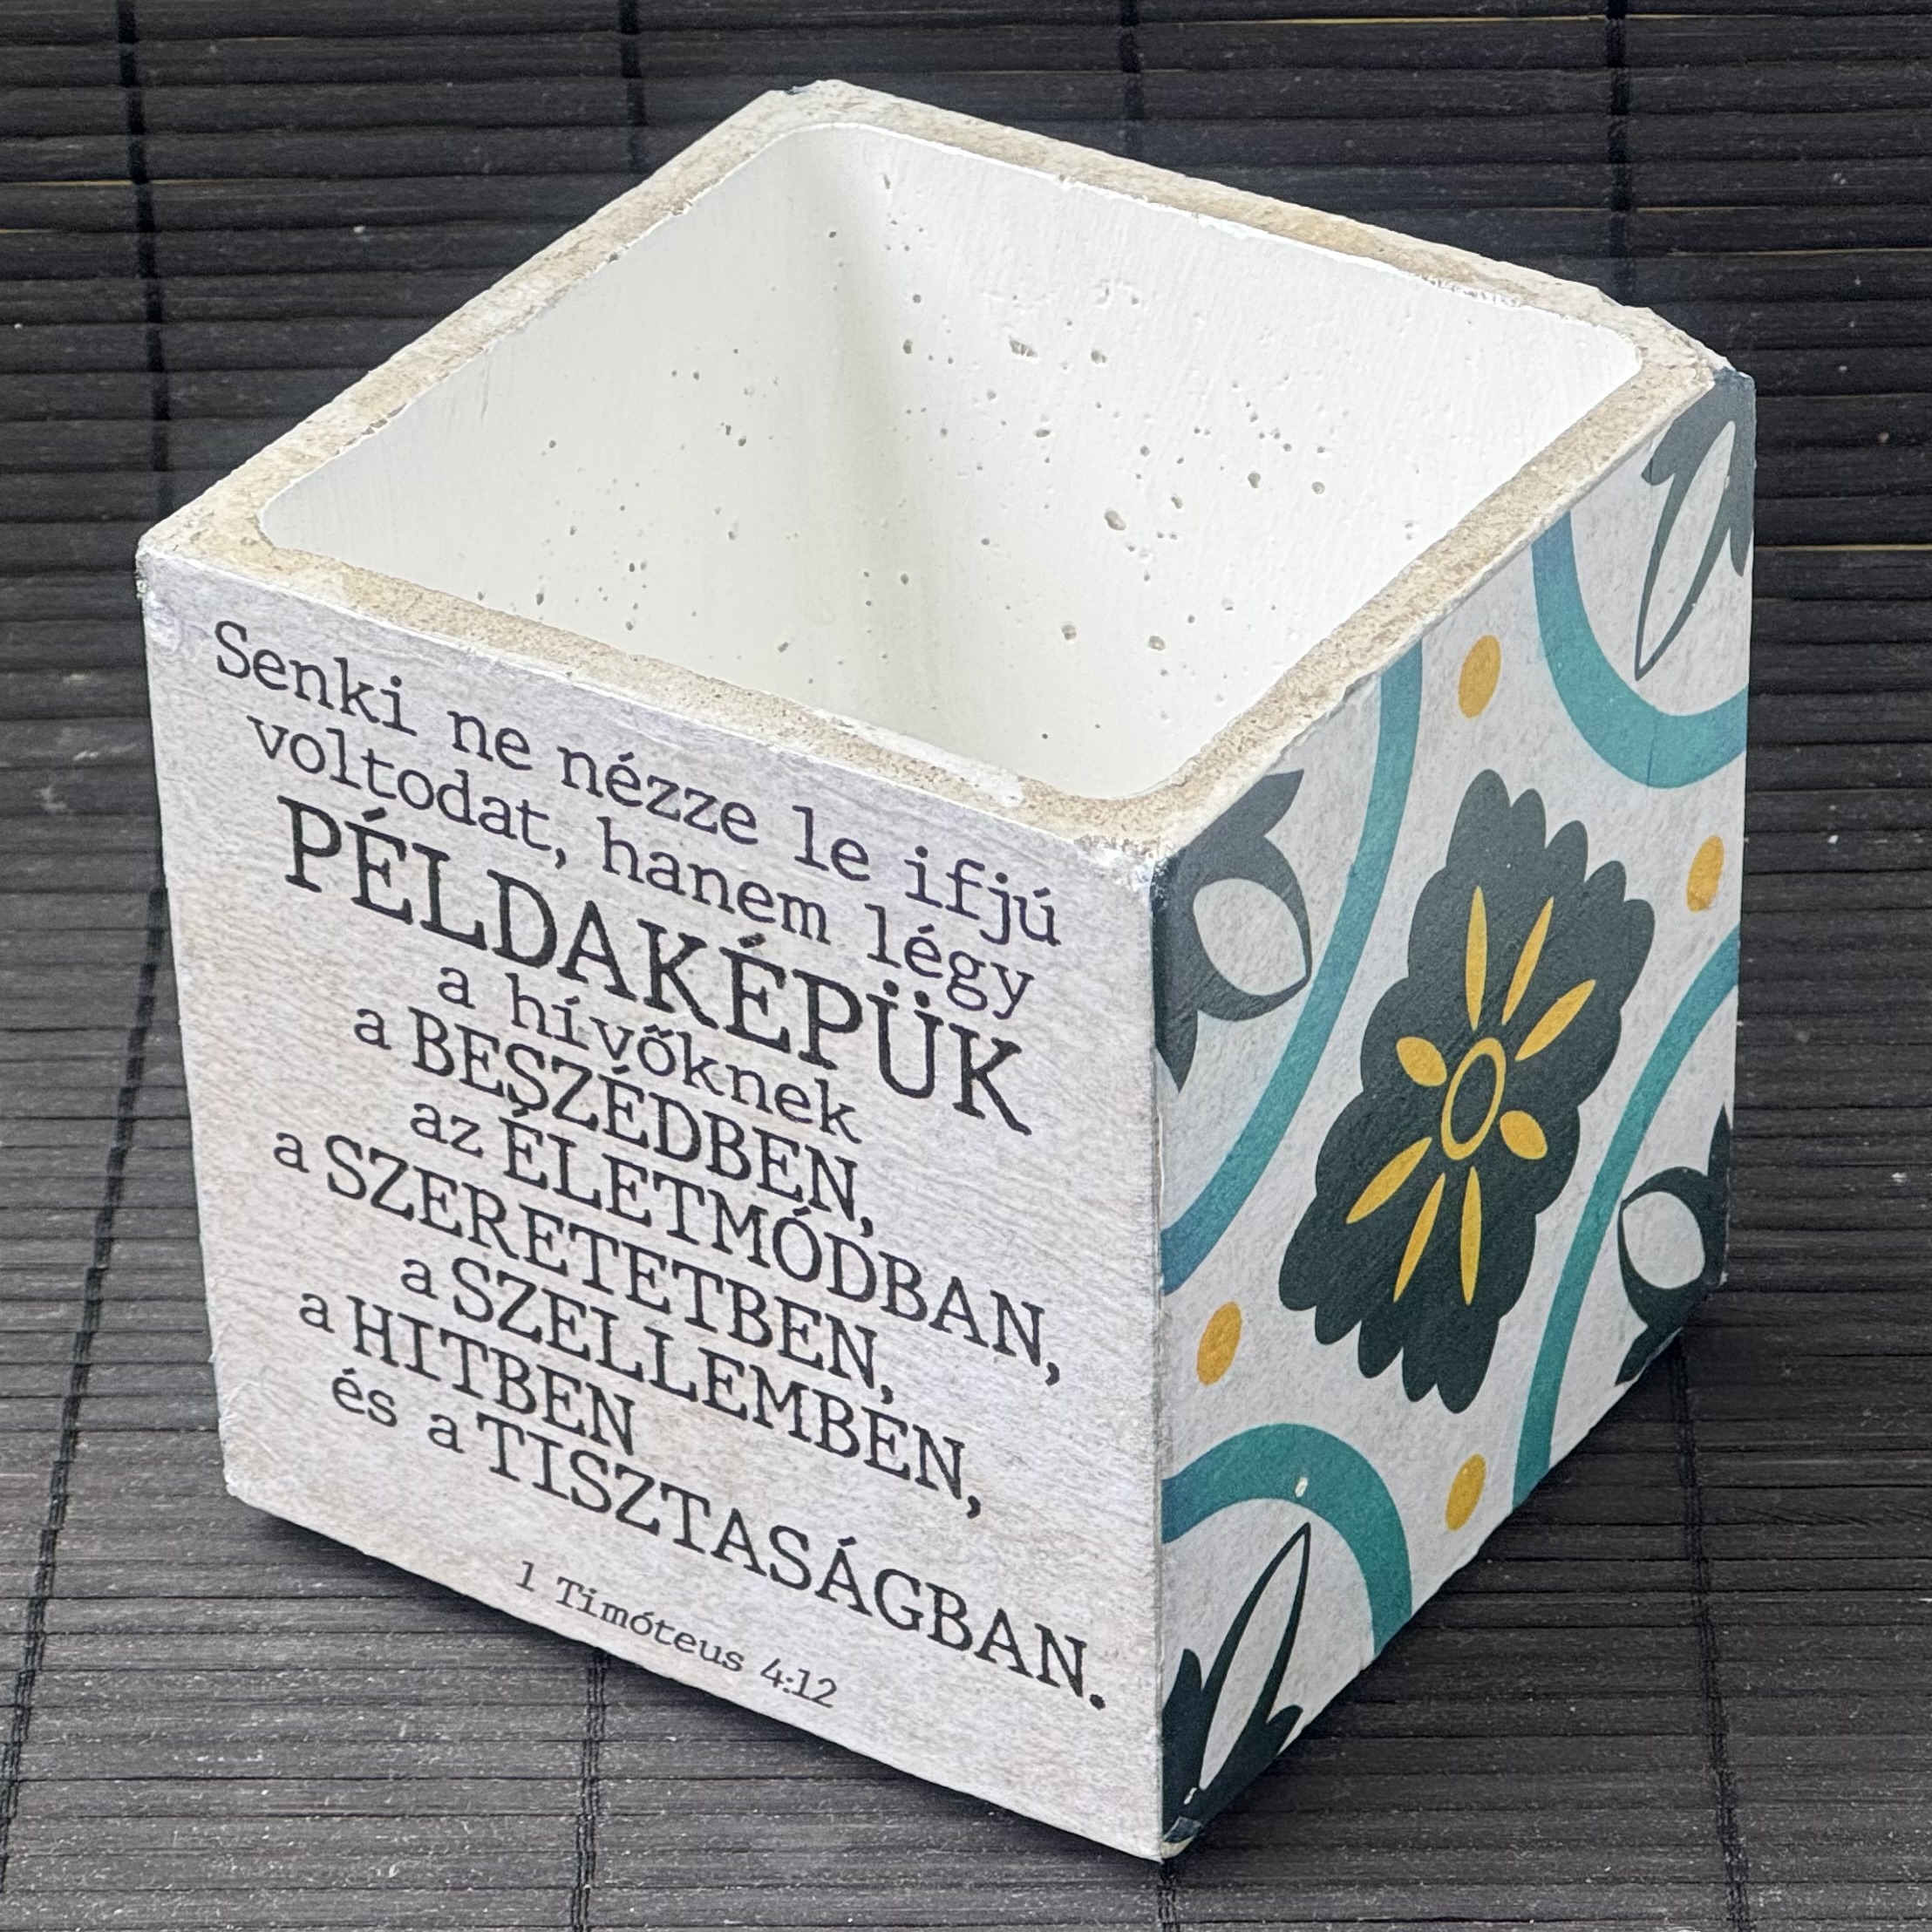 Senki ne nézze le ifjú
voltodat, hanem légy
PÉLDAKÉPÜK
a hívőknek
a BESZÉDBEN,
az ÉLETMÓDBAN,
a SZERETETBEN,
a SZELLEMBEN,
a HITBEN
és a TISZTASÁGBAN.
1 Timóteus 4:12